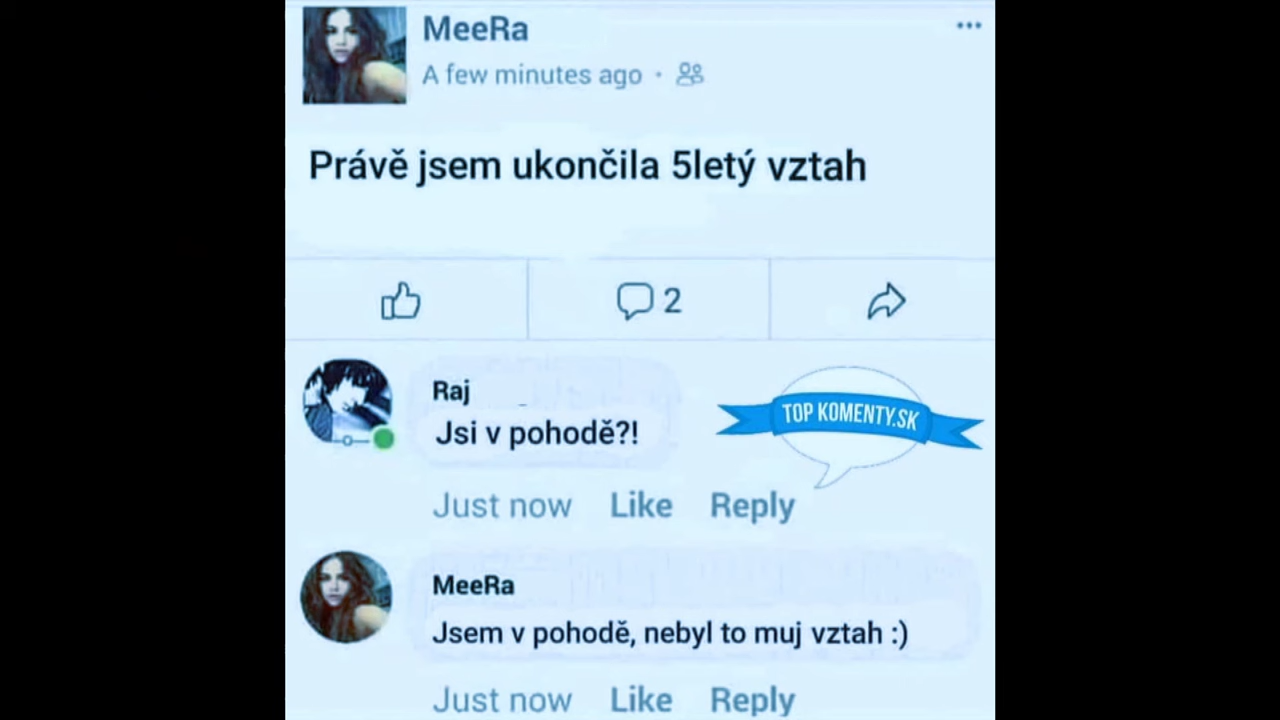 MeeRa
A few minutes ago
Právě jsem ukončila 5letý vztah
2
Raj
Jsi v pohodě?!
TOP KOMENTY.SK
Just now Like Reply
MeeRa
Jsem v pohodě, nebyl to muj vztah :)
Just now Like Reply